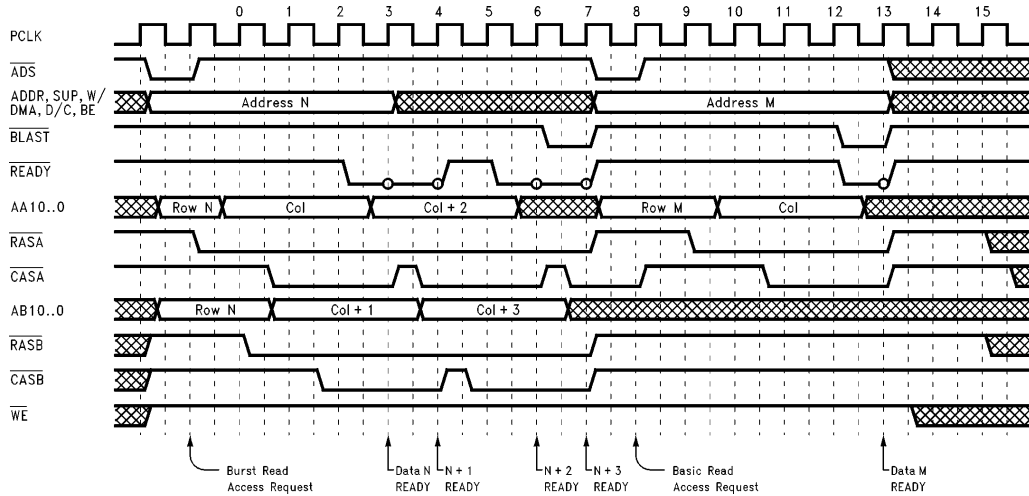 0 1 2 3 4 5 6 7 8 9 10 11 12 13 14 15
PCLK
ADS
ADDR, SUP, W/
DMA, D/C, BE
Address N
Address M
BLAST
READY
AA10..0
Row N
Col
Col + 2
Row M
Col
RASA
CASA
AB10..0
Row N
Col + 1
Col + 3
RASB
CASB
WE
Burst Read
Access Request
Data N
READY
N + 1
READY
N + 2
READY
N + 3
READY
Basic Read
Access Request
Data M
READY